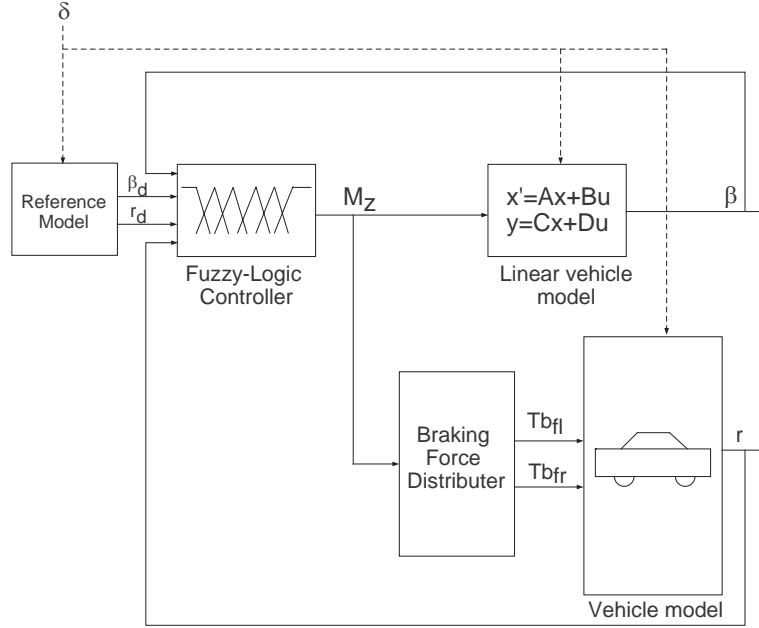 δ
Reference
Model
β_d
r_d
Fuzzy-Logic
Controller
M_Z
x'=Ax+Bu
y=Cx+Du
Linear vehicle
model
β
Braking
Force
Distributer
Tb_fl
Tb_fr
r
Vehicle model